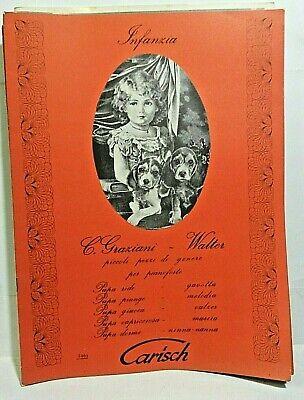 Infanzia
C. Graziani - Walter
piccoli pezzi di genere
per pianoforte
Pupa ride - gavotta
Pupa piange - melodia
Pupa giuoca - valzer
Pupa capricciosa - marcia
Pupa dorme - ninna-nanna
Carisch